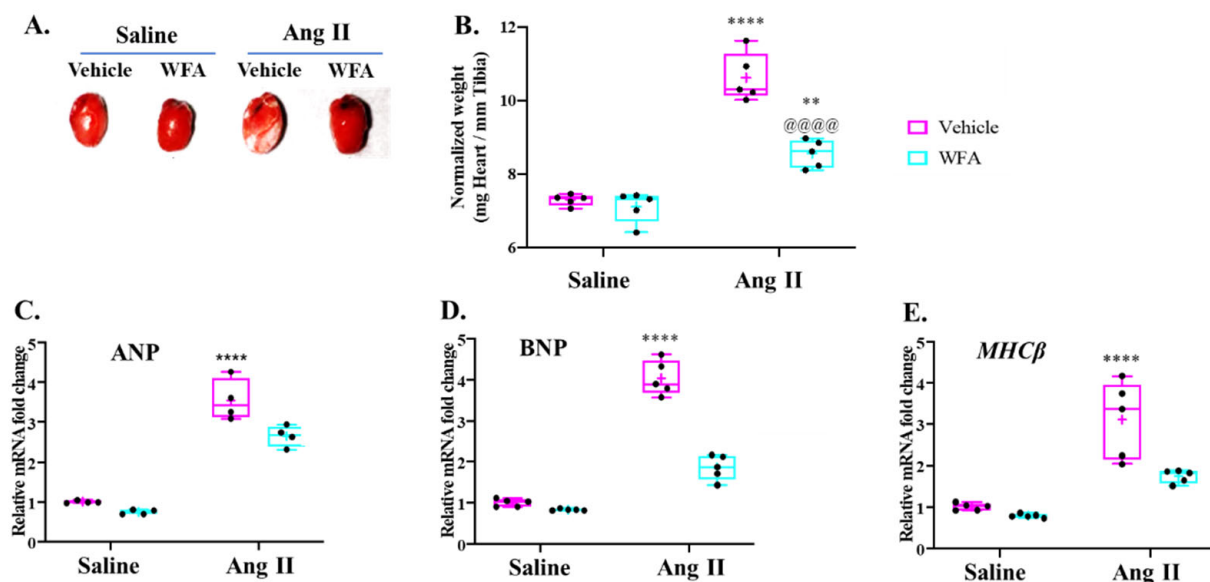 A.
Saline Ang II
Vehicle WFA Vehicle WFA
B.
Normalized weight
(mg Heart / mm Tibia)
12
10
8
6
****
**
@@@@
Saline Ang II
Vehicle
WFA
C.
ANP
Relative mRNA fold change
5
4
3
2
1
0
****
Saline Ang II
D.
BNP
Relative mRNA fold change
5
4
3
2
1
0
****
Saline Ang II
E.
MHCβ
Relative mRNA fold change
5
4
3
2
1
0
****
Saline Ang II